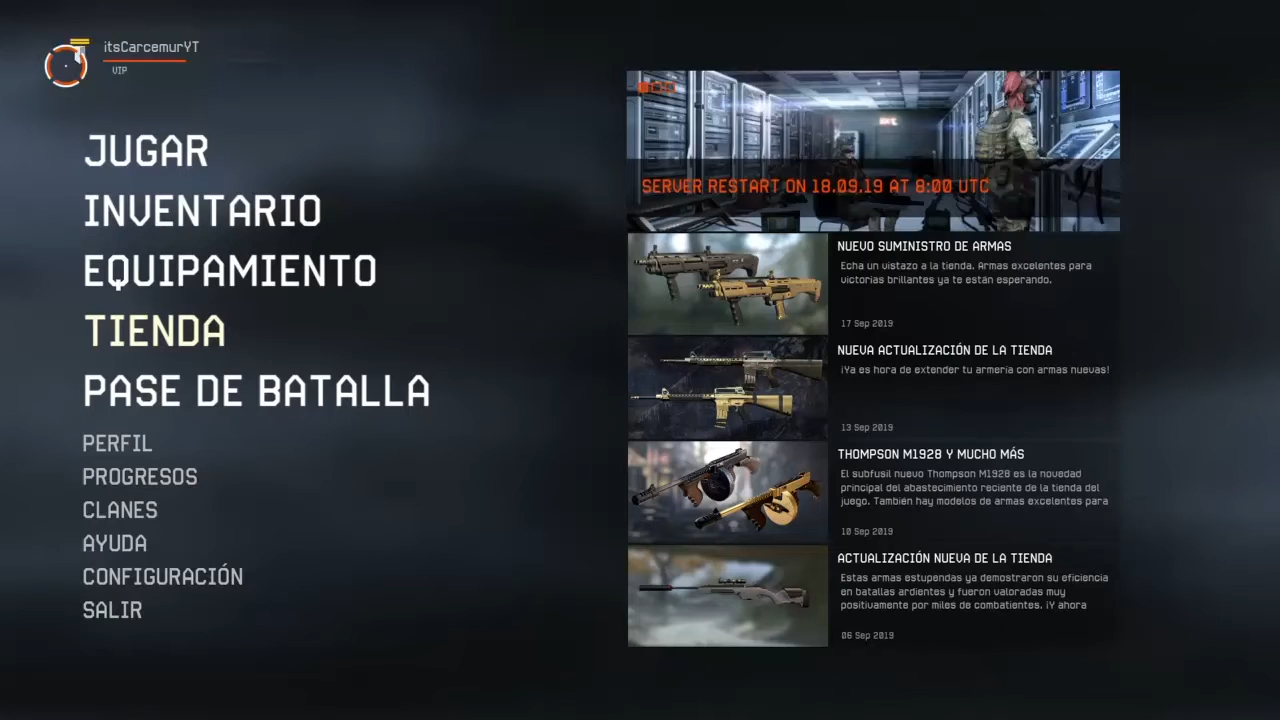 itsCarcemurYT
VIP
JUGAR
INVENTARIO
EQUIPAMIENTO
TIENDA
PASE DE BATALLA
PERFIL
PROGRESOS
CLANES
AYUDA
CONFIGURACIÓN
SALIR
SERVER RESTART ON 18.09.19 AT 8:00 UTC
NUEVO SUMINISTRO DE ARMAS
Echa un vistazo a la tienda. Armas excelentes para
victorias brillantes ya te están esperando.
17 Sep 2019
NUEVA ACTUALIZACIÓN DE LA TIENDA
¡Ya es hora de extender tu armería con armas nuevas!
13 Sep 2019
THOMPSON M1928 Y MUCHO MÁS
El subfusil nuevo Thompson M1928 es la novedad
principal del abastecimiento reciente de la tienda del
juego. También hay modelos de armas excelentes para
10 Sep 2019
ACTUALIZACIÓN NUEVA DE LA TIENDA
Estas armas estupendas ya demostraron su eficiencia
en batallas ardientes y fueron valoradas muy
positivamente por miles de combatientes. ¡Y ahora
06 Sep 2019